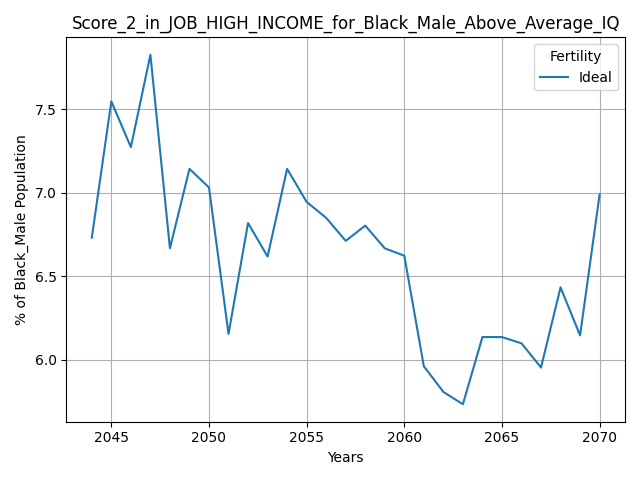 Score_2_in_JOB_HIGH_INCOME_for_Black_Male_Above_Average_IQ
Fertility
Ideal
% of Black_Male Population
7.5
7.0
6.5
6.0
2045 2050 2055 2060 2065 2070
Years